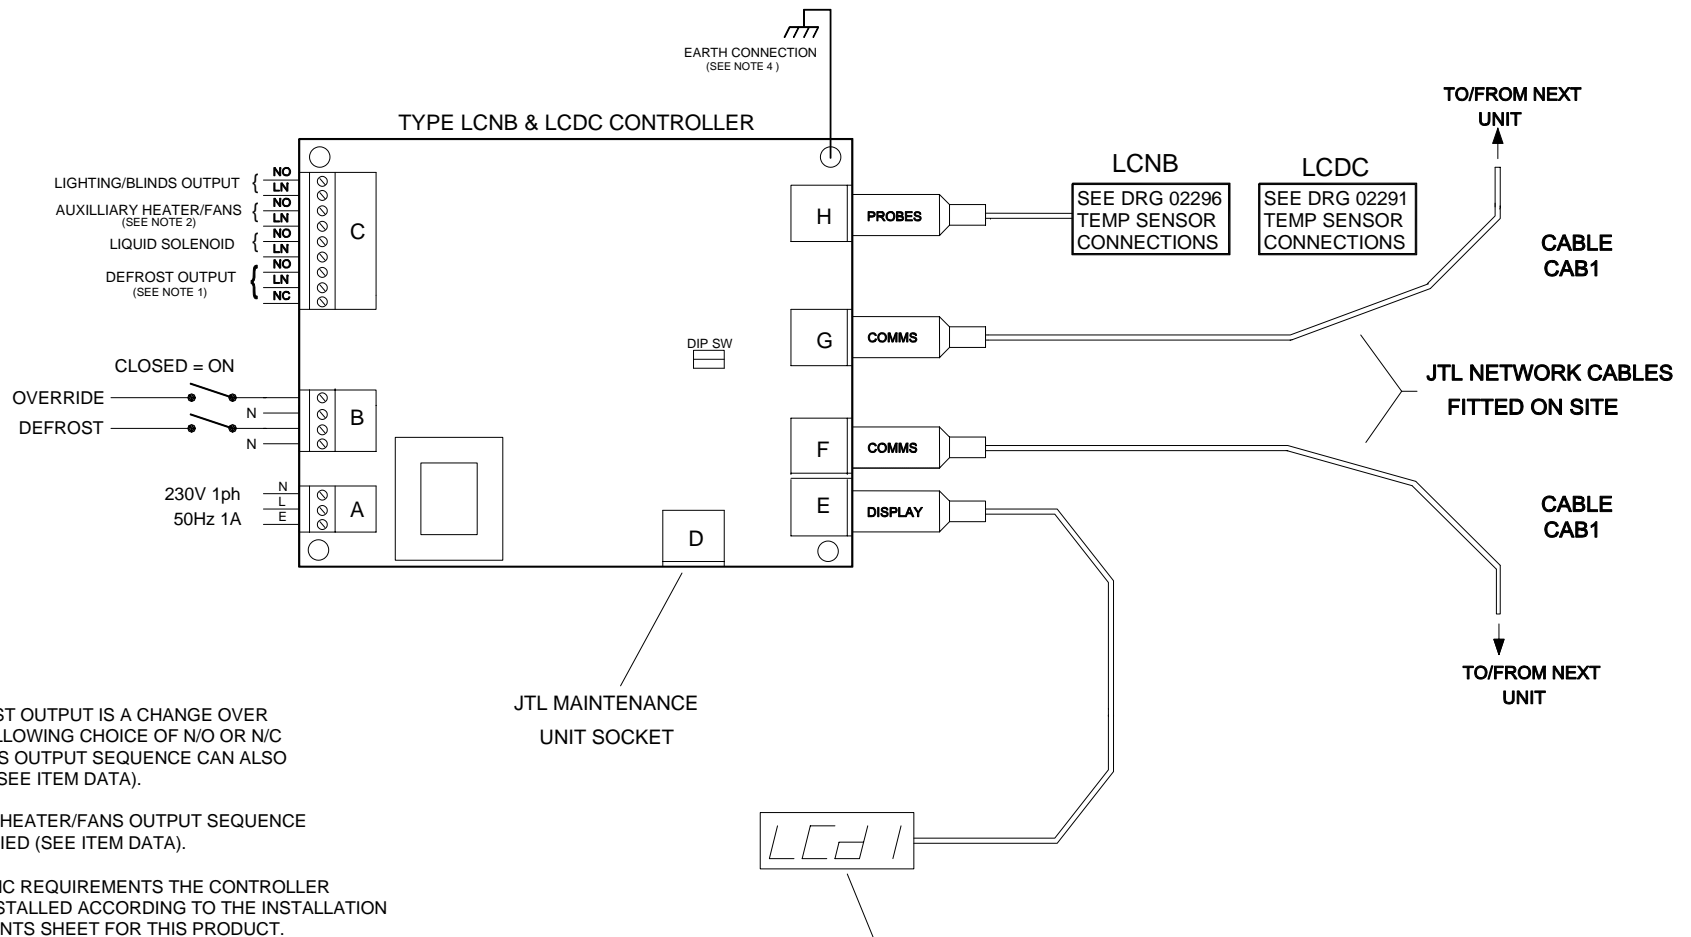 EARTH CONNECTION
(SEE NOTE 4 )
TYPE LCNB & LCDC CONTROLLER
LIGHTING/BLINDS OUTPUT
NO
LN
AUXILLIARY HEATER/FANS
(SEE NOTE 2)
NO
LN
LIQUID SOLENOID
NO
LN
DEFROST OUTPUT
(SEE NOTE 1)
NO
LN
NC
C
CLOSED = ON
OVERRIDE
N
DEFROST
N
B
230V 1ph
50Hz 1A
N
L
E
A
DIP SW
D
H
PROBES
G
COMMS
F
COMMS
E
DISPLAY
LCNB
SEE DRG 02296
TEMP SENSOR
CONNECTIONS
LCDC
SEE DRG 02291
TEMP SENSOR
CONNECTIONS
TO/FROM NEXT
UNIT
CABLE
CAB1
JTL NETWORK CABLES
FITTED ON SITE
CABLE
CAB1
TO/FROM NEXT
UNIT
JTL MAINTENANCE
UNIT SOCKET
LCd 1
OUTPUT IS A CHANGE OVER
CHOICE OF N/O OR N/C
OUTPUT SEQUENCE CAN ALSO
SEE ITEM DATA).
HEATER/FANS OUTPUT SEQUENCE
(SEE ITEM DATA).
REQUIREMENTS THE CONTROLLER
ACCORDING TO THE INSTALLATION
SHEET FOR THIS PRODUCT.